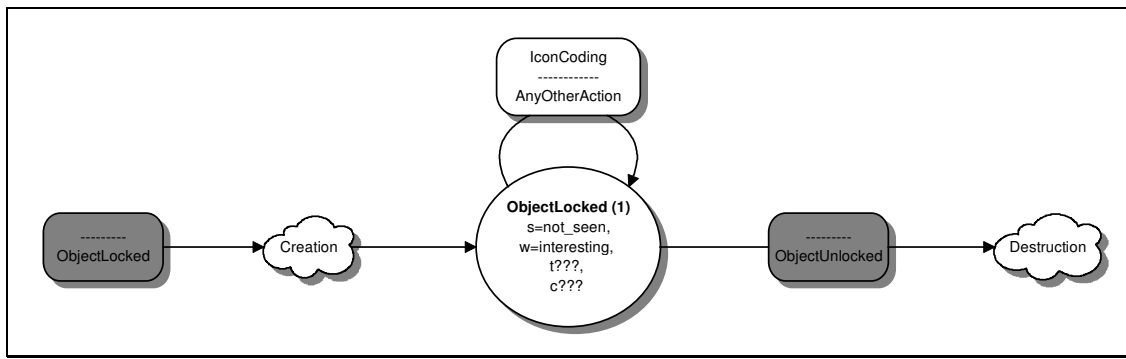 IconCoding
------------
AnyOtherAction
---------
ObjectLocked
Creation
ObjectLocked (1)
s=not_seen,
w=interesting,
t???,
c???
---------
ObjectUnlocked
Destruction